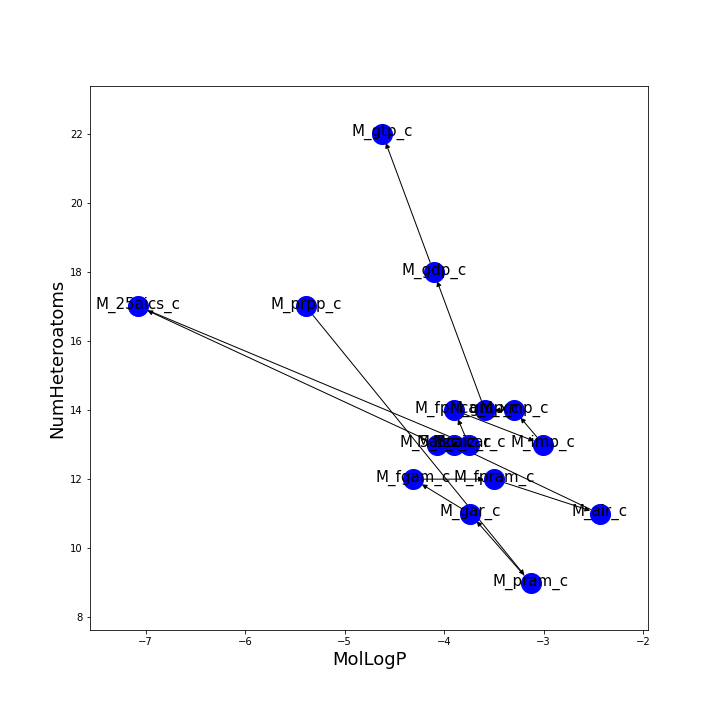 M_gtp_c
22
20
M_gdp_c
18
M_25aics_c
M_prpp_c
16
NumHeteroatoms
14
M_imp_c
12
M_fgam_c
M_fpram_c
M_gar_c
M_air_c
10
M_pram_c
8
−7
−6
−5
−4
−3
−2
MolLogP